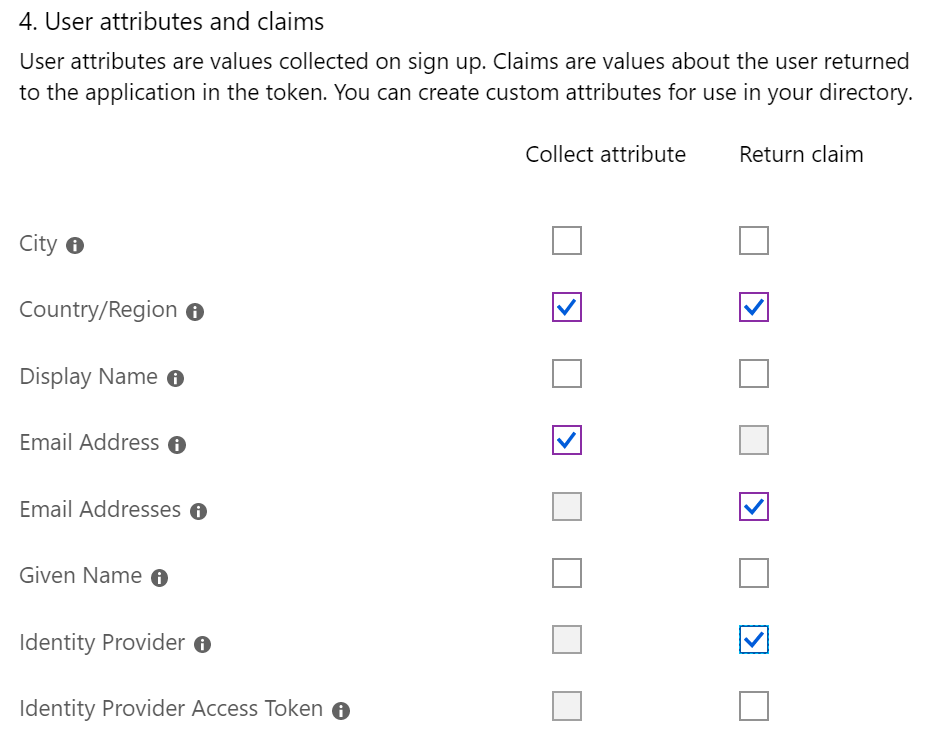 4. User attributes and claims
User attributes are values collected on sign up. Claims are values about the user returned
to the application in the token. You can create custom attributes for use in your directory.
Collect attribute Return claim
City
Country/Region
Display Name
Email Address
Email Addresses
Given Name
Identity Provider
Identity Provider Access Token